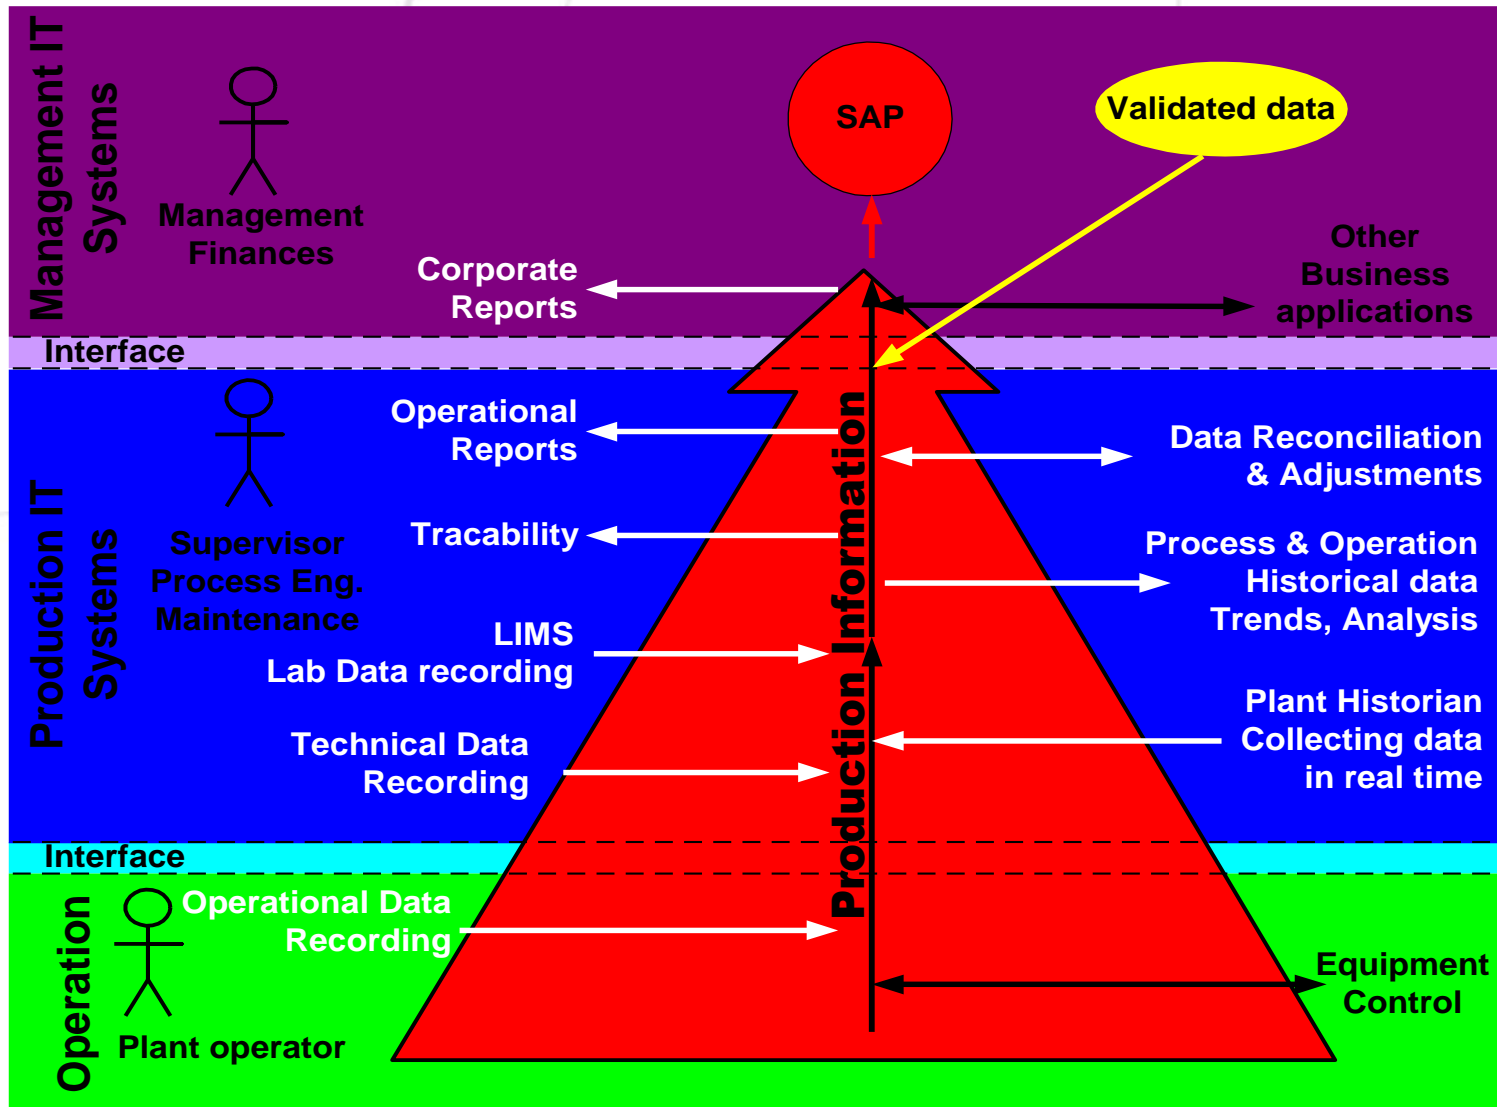 Management IT
Systems
Management
Finances
SAP
Validated data
Corporate
Reports
Other
Business
applications
Interface
Production IT
Systems
Supervisor
Process Eng.
Maintenance
Operational
Reports
Tracability
LIMS
Lab Data recording
Technical Data
Recording
Production Information
Data Reconciliation
& Adjustments
Process & Operation
Historical data
Trends, Analysis
Plant Historian
Collecting data
in real time
Interface
Operation
Plant operator
Operational Data
Recording
Equipment
Control